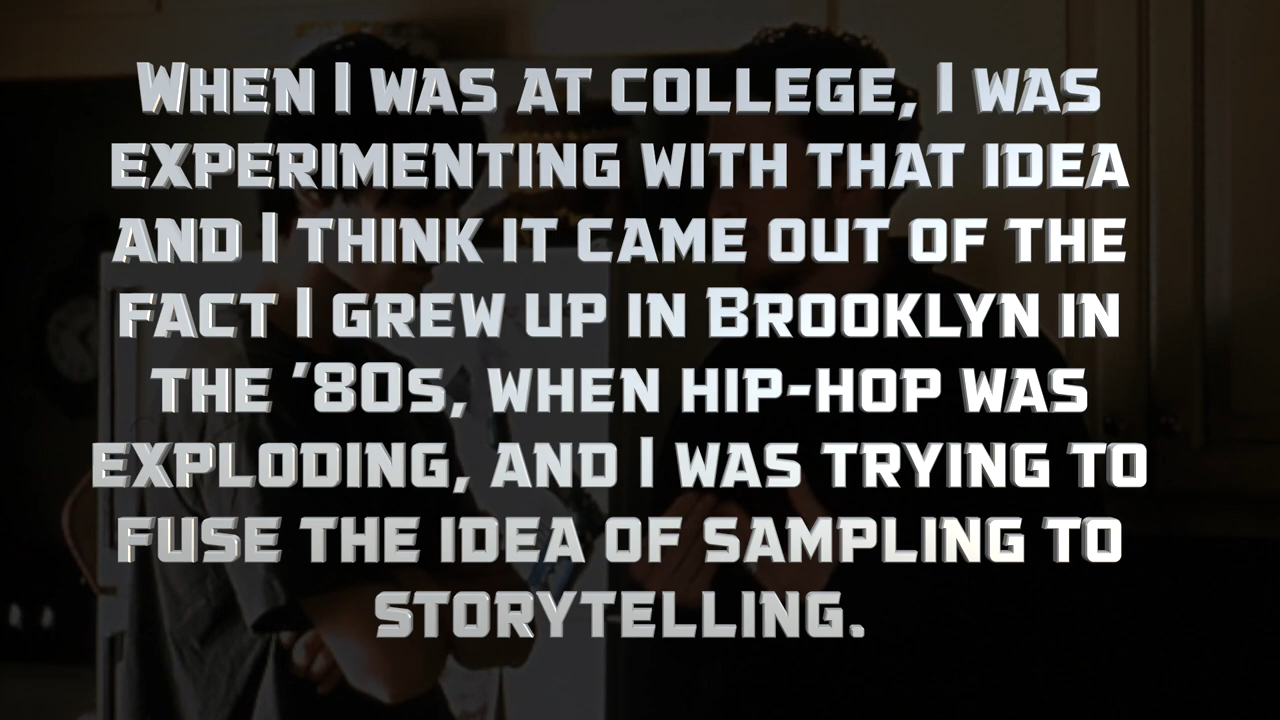 When I was at college, I was
experimenting with that idea
and I think it came out of the
fact I grew up in Brooklyn in
the '80s, when hip-hop was
exploding, and I was trying to
fuse the idea of sampling to
storytelling.